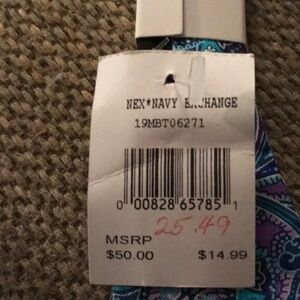 NEX*NAVY EXCHANGE
19MBT06271
0 00828 65785 1
25.49
MSRP
$50.00 $14.99